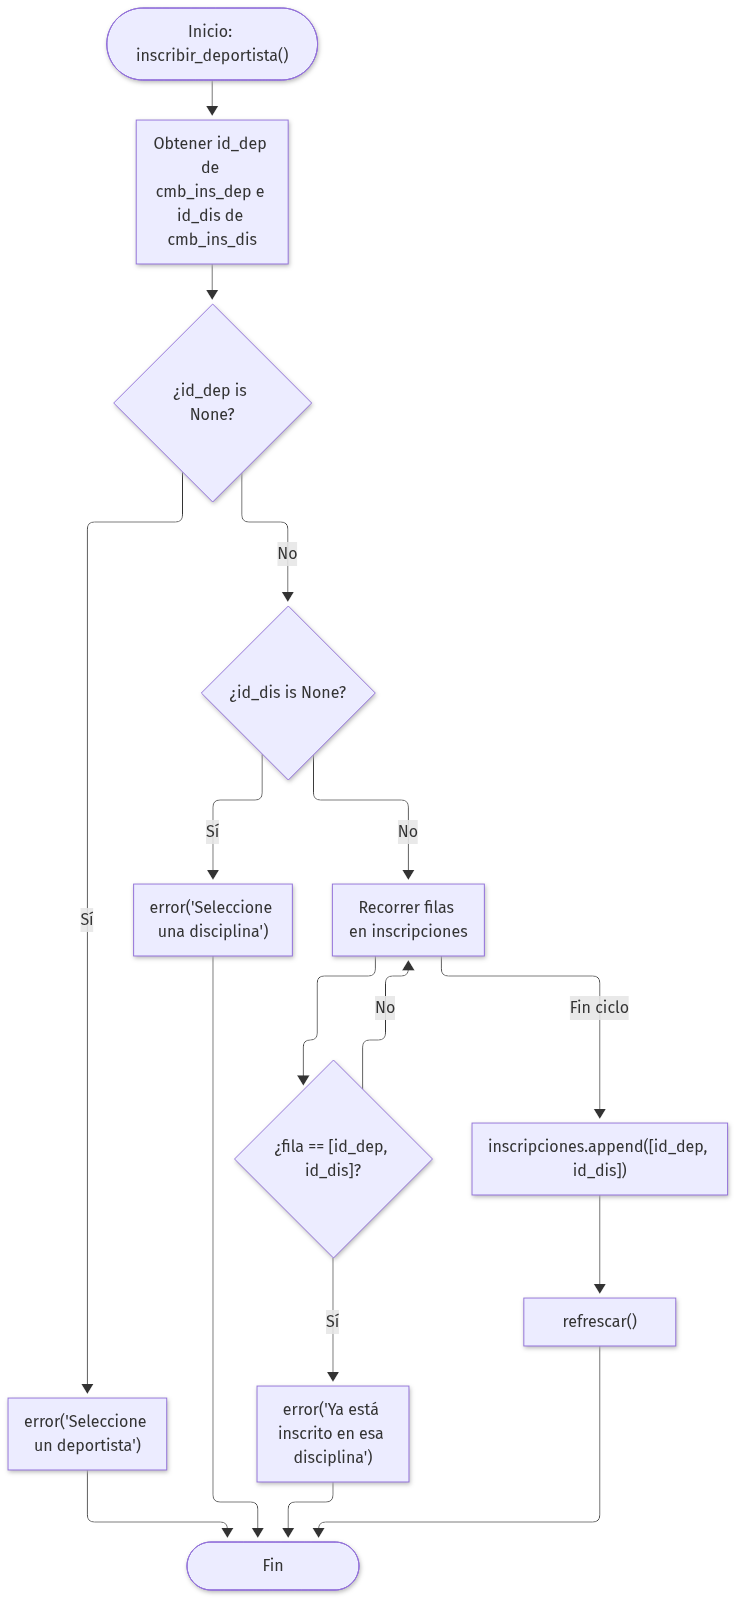 Inicio:
inscribir_deportista()
Obtener id_dep
de
cmb_ins_dep e
id_dis de
cmb_ins_dis
¿id_dep is
None?
No
¿id_dis is None?
Sí
No
error('Seleccione
una disciplina')
Recorrer filas
en inscripciones
Sí
No
Fin ciclo
¿fila == [id_dep,
id_dis]?
inscripciones.append([id_dep,
id_dis])
Sí
refrescar()
error('Seleccione
un deportista')
error('Ya está
inscrito en esa
disciplina')
Fin